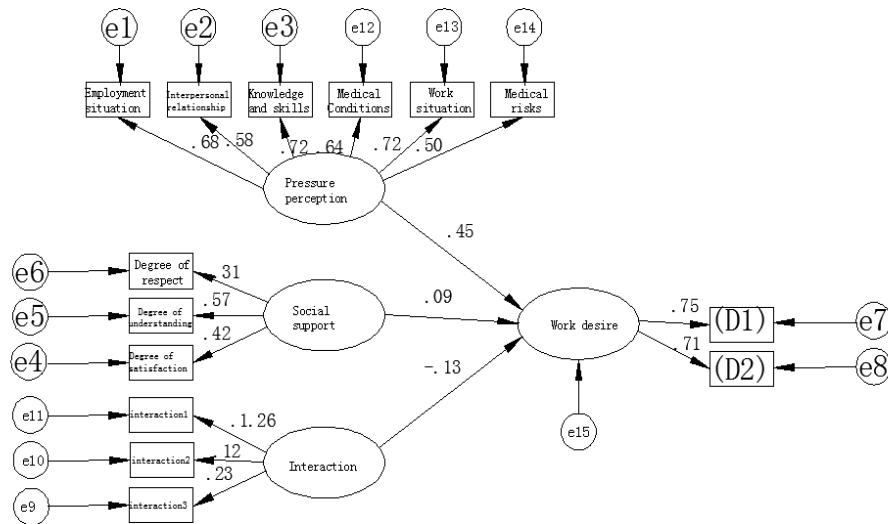 e1 e2 e3 e12 e13 e14
Employment
situation
Interpersonal
relationship
Knowledge
and skills
Medical
Conditions
Work
situation
Medical
risks
.68 .58 .72 .64 .72 .50
Pressure
perception
.45
e6
Degree of
respect
.31
e5
Degree of
understanding
.57
e4
Degree of
satisfaction
.42
Social
support
.09
Work desire
.75
(D1)
e7
.71
(D2)
e8
-.13
e15
e11
interaction1
.1.26
e10
interaction2
.12
e9
interaction3
.23
Interaction